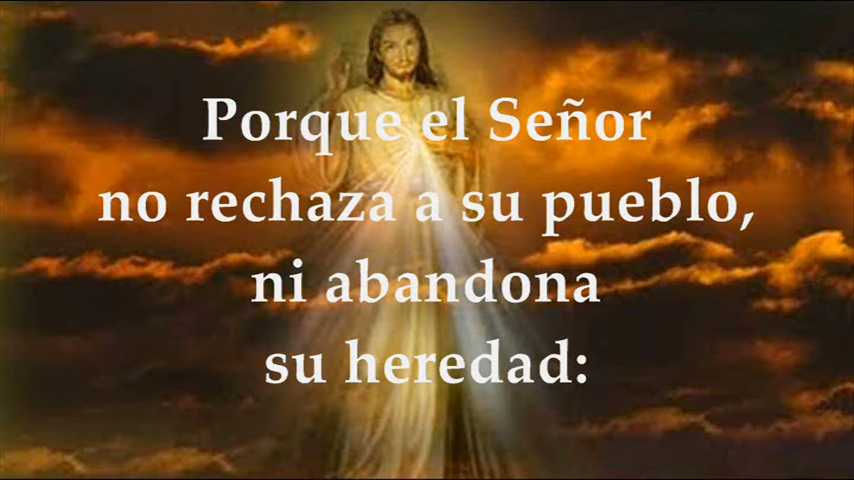 Porque el Señor
no rechaza a su pueblo,
ni abandona
su heredad: